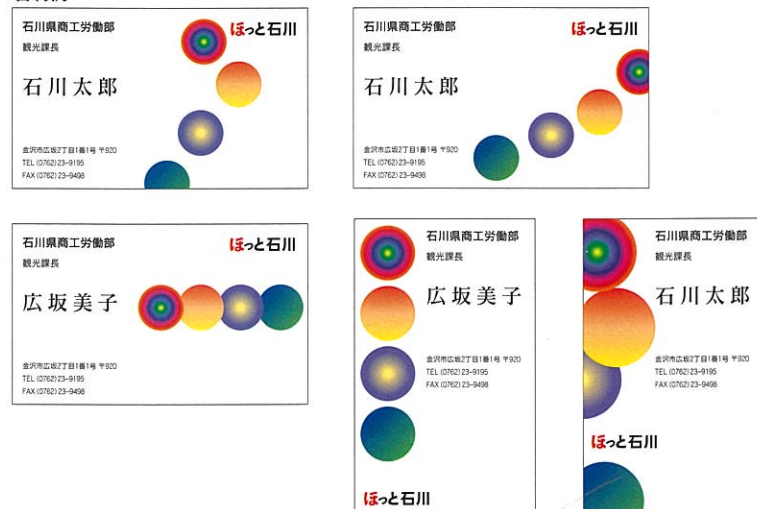 石川県商工労働部
ほっと石川
観光課長
石川太郎
金沢市広坂2丁目1番1号 〒920
TEL (0762) 23-9195
FAX (0762) 23-9498
石川県商工労働部
ほっと石川
観光課長
石川太郎
金沢市広坂2丁目1番1号 〒920
TEL (0762) 23-9195
FAX (0762) 23-9498
石川県商工労働部
ほっと石川
観光課長
広坂美子
金沢市広坂2丁目1番1号 〒920
TEL (0762) 23-9195
FAX (0762) 23-9498
石川県商工労働部
観光課長
広坂美子
金沢市広坂2丁目1番1号 〒920
TEL (0762) 23-9195
FAX (0762) 23-9498
ほっと石川
石川県商工労働部
観光課長
石川太郎
金沢市広坂2丁目1番1号 〒920
TEL (0762) 23-9195
FAX (0762) 23-9498
ほっと石川